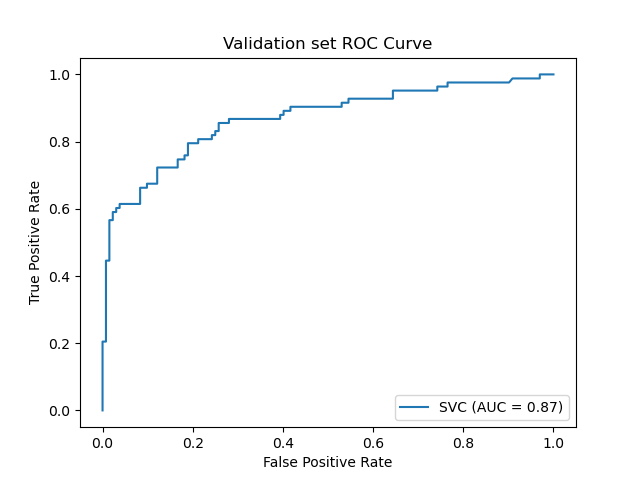 Validation set ROC Curve
1.0
0.8
0.6
0.4
0.2
0.0
True Positive Rate
SVC (AUC = 0.87)
0.0 0.2 0.4 0.6 0.8 1.0
False Positive Rate